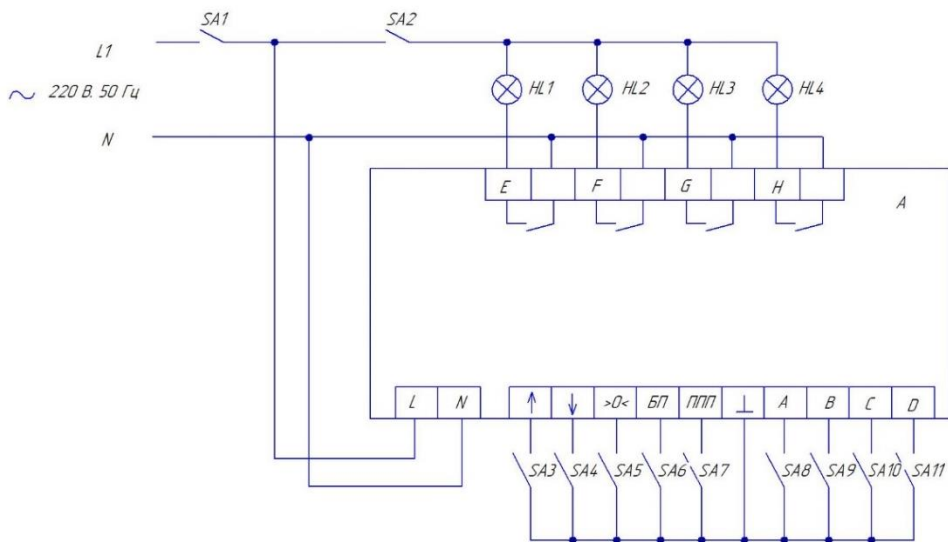 SA1 SA2
L1
220 В. 50 Гц
HL1 HL2 HL3 HL4
N
E F G H
A
L N ↑ ↓ >0< БП ППП ⊥ A B C D
SA3 SA4 SA5 SA6 SA7 SA8 SA9 SA10 SA11